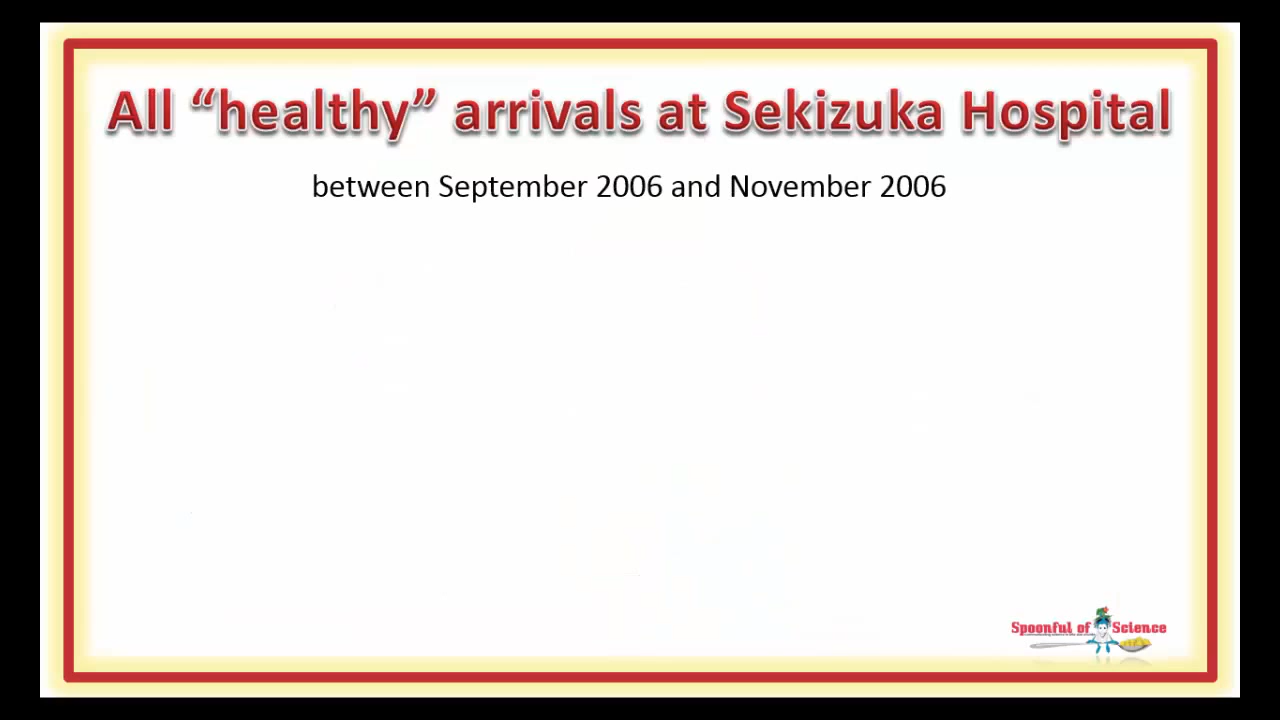 All “healthy” arrivals at Sekizuka Hospital
between September 2006 and November 2006
Spoonful of Science